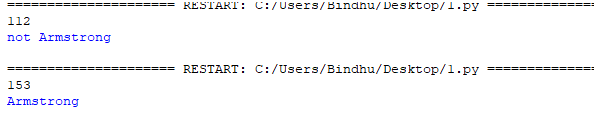 ===================== RESTART: C:/Users/Bindhu/Desktop/1.py ==============
112
not Armstrong
===================== RESTART: C:/Users/Bindhu/Desktop/1.py ==============
153
Armstrong